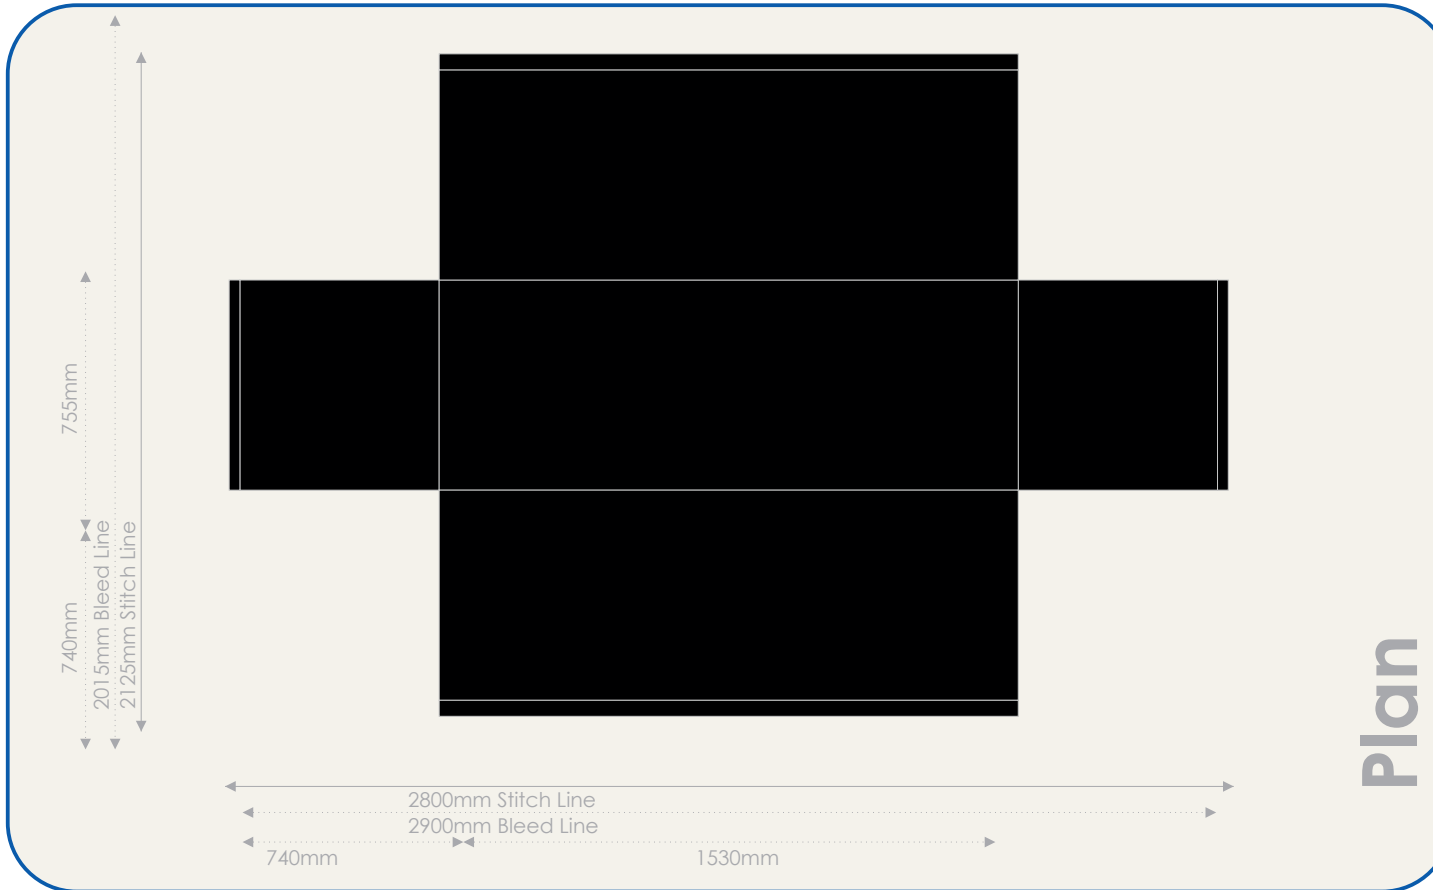 755mm
740mm
2015mm Bleed Line
2125mm Stitch Line
Plan
2800mm Stitch Line
2900mm Bleed Line
740mm
1530mm